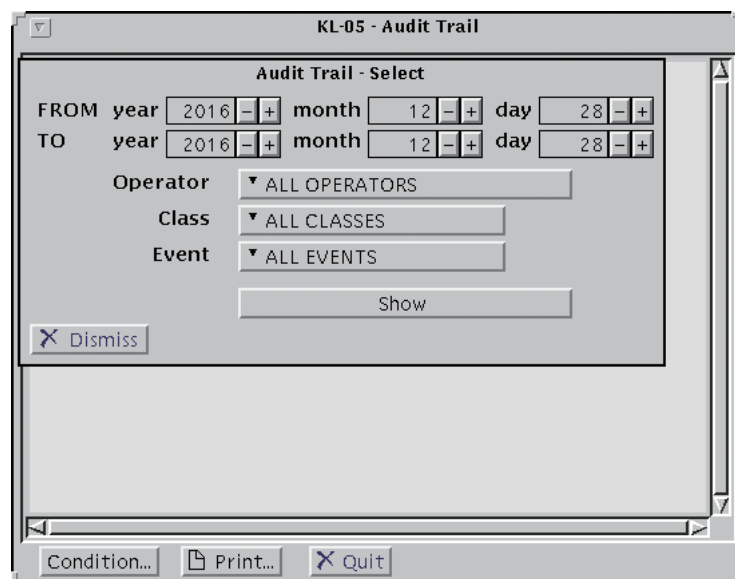 KL-05 - Audit Trail
Audit Trail - Select
FROM year 2016 - + month 12 - + day 28 - +
TO year 2016 - + month 12 - + day 28 - +
Operator ALL OPERATORS
Class ALL CLASSES
Event ALL EVENTS
Show
Dismiss
Condition... Print... Quit